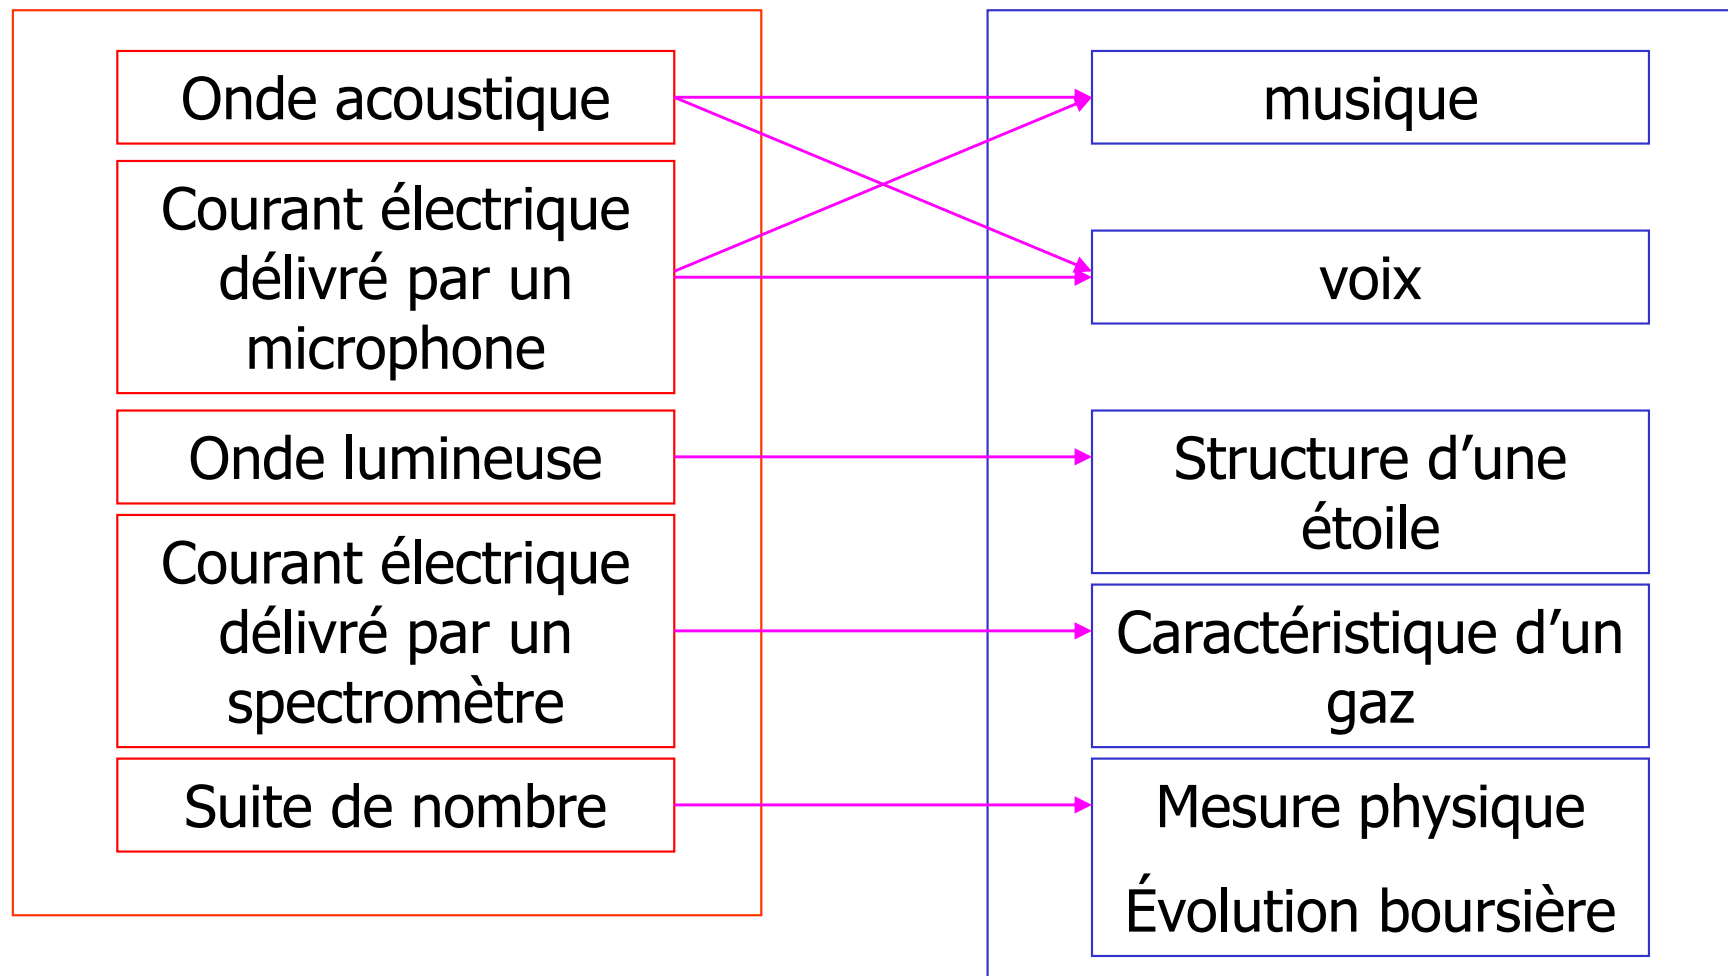 Onde acoustique
Courant électrique
délivré par un
microphone
Onde lumineuse
Courant électrique
délivré par un
spectromètre
Suite de nombre
musique
voix
Structure d’une
étoile
Caractéristique d’un
gaz
Mesure physique
Évolution boursière